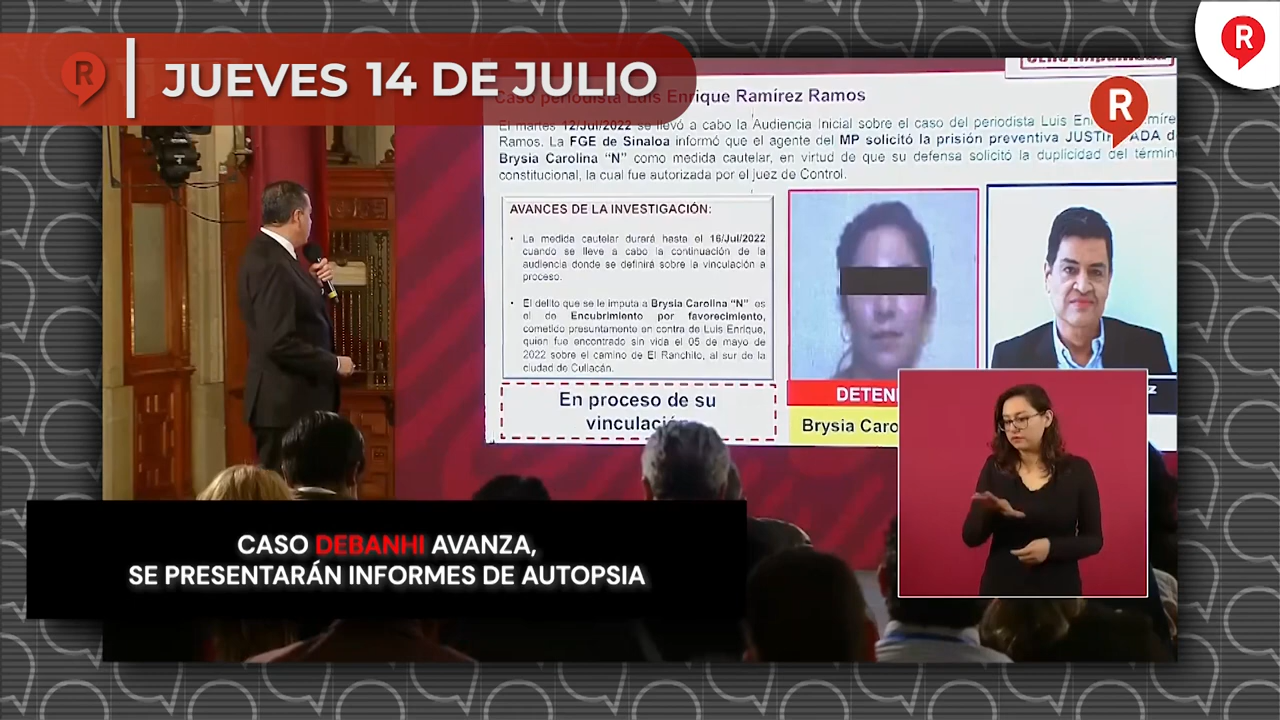 R
R
JUEVES 14 DE JULIO
R
Caso periodista Luis Enrique Ramírez Ramos
El martes 12/Jul/2022 se llevó a cabo la Audiencia Inicial sobre el caso del periodista Luis
Ramos. La FGE de Sinaloa informó que el agente del MP solicitó la prisión preventiva
Brysia Carolina “N” como medida cautelar, en virtud de que su defensa solicitó la duplicidad del
constitucional, la cual fue autorizada por el juez de Control.
AVANCES DE LA INVESTIGACIÓN:
• La medida cautelar durará hasta el 16/Jul/2022
cuando se lleve a cabo la continuación de la
audiencia donde se definirá sobre la vinculación a
proceso.
• El delito que se le imputa a Brysia Carolina “N” es
el de Encubrimiento por favorecimiento,
cometido presuntamente en contra de Luis Enrique,
quien fue encontrado sin vida el 05 de mayo de
2022 sobre el camino de El Ranchito, al sur de la
ciudad de Culiacán.
En proceso de su
vinculación
DETEN
Brysia Caro
z
CASO DEBANHI AVANZA,
SE PRESENTARÁN INFORMES DE AUTOPSIA